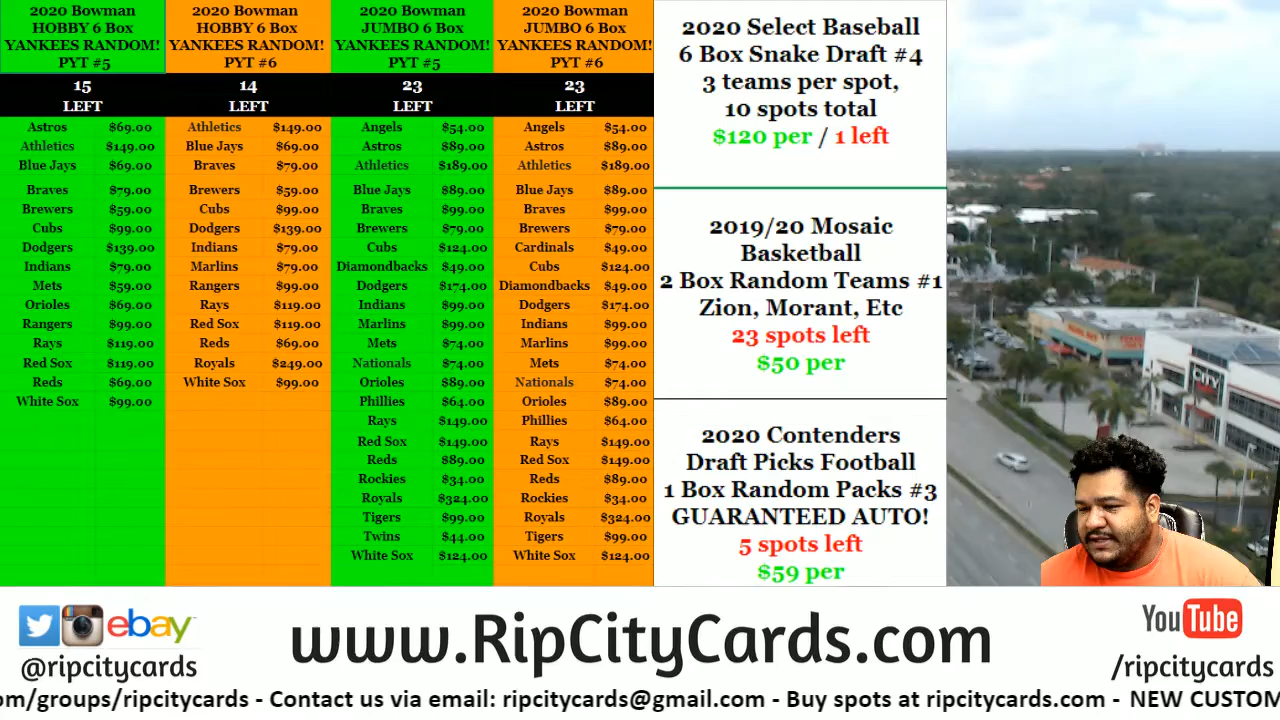 2020 Bowman
HOBBY 6 Box
YANKEES RANDOM!
PYT #5
15
LEFT
Astros $69.00
Athletics $149.00
Blue Jays $69.00
Braves $79.00
Brewers $59.00
Cubs $99.00
Dodgers $139.00
Indians $79.00
Mets $59.00
Orioles $69.00
Rangers $99.00
Rays $119.00
Red Sox $119.00
Reds $69.00
White Sox $99.00
2020 Bowman
HOBBY 6 Box
YANKEES RANDOM!
PYT #6
14
LEFT
Athletics $149.00
Blue Jays $69.00
Braves $79.00
Brewers $59.00
Cubs $99.00
Dodgers $139.00
Indians $79.00
Marlins $79.00
Rangers $99.00
Rays $119.00
Red Sox $119.00
Reds $69.00
Royals $249.00
White Sox $99.00
2020 Bowman
JUMBO 6 Box
YANKEES RANDOM!
PYT #5
23
LEFT
Angels $54.00
Astros $89.00
Athletics $189.00
Blue Jays $89.00
Braves $99.00
Brewers $79.00
Cubs $124.00
Diamondbacks $49.00
Dodgers $174.00
Indians $99.00
Marlins $99.00
Mets $74.00
Nationals $74.00
Orioles $89.00
Phillies $64.00
Rays $149.00
Red Sox $149.00
Reds $89.00
Rockies $34.00
Royals $324.00
Tigers $99.00
Twins $44.00
White Sox $124.00
2020 Bowman
JUMBO 6 Box
YANKEES RANDOM!
PYT #6
23
LEFT
Angels $54.00
Astros $89.00
Athletics $189.00
Blue Jays $89.00
Braves $99.00
Brewers $79.00
Cardinals $49.00
Cubs $124.00
Diamondbacks $49.00
Dodgers $174.00
Indians $99.00
Marlins $99.00
Mets $74.00
Nationals $74.00
Orioles $89.00
Phillies $64.00
Rays $149.00
Red Sox $149.00
Reds $89.00
Rockies $34.00
Royals $324.00
Tigers $99.00
White Sox $124.00
2020 Select Baseball
6 Box Snake Draft #4
3 teams per spot,
10 spots total
$120 per / 1 left
2019/20 Mosaic
Basketball
2 Box Random Teams #1
Zion, Morant, Etc
23 spots left
$50 per
2020 Contenders
Draft Picks Football
1 Box Random Packs #3
GUARANTEED AUTO!
5 spots left
$59 per
CITY
ebay
@ripcitycards
www.RipCityCards.com
YouTube
/ripcitycards
om/groups/ripcitycards - Contact us via email: ripcitycards@gmail.com - Buy spots at ripcitycards.com - NEW CUSTOM